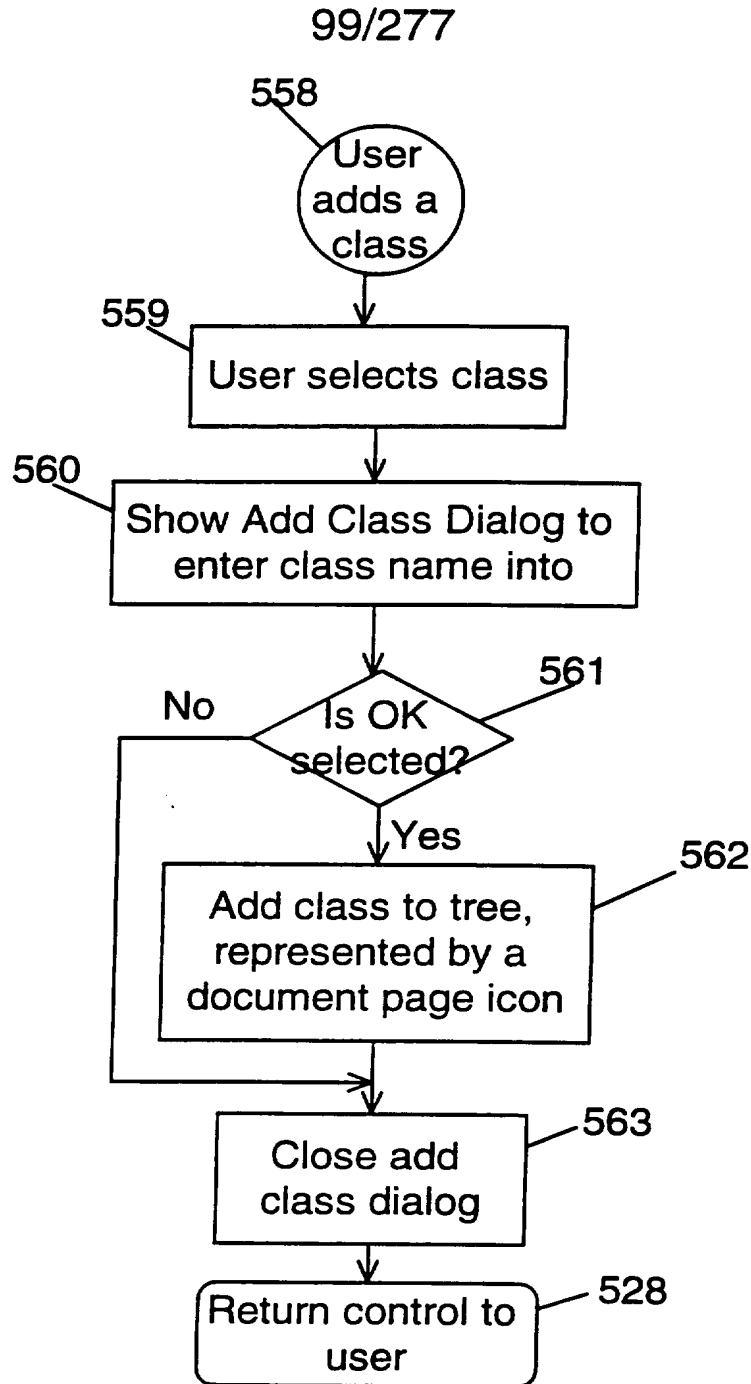 99/277
558
User
adds a
class
559
User selects class
560
Show Add Class Dialog to
enter class name into
561
No
Is OK
selected?
Yes
562
Add class to tree,
represented by a
document page icon
563
Close add
class dialog
528
Return control to
user